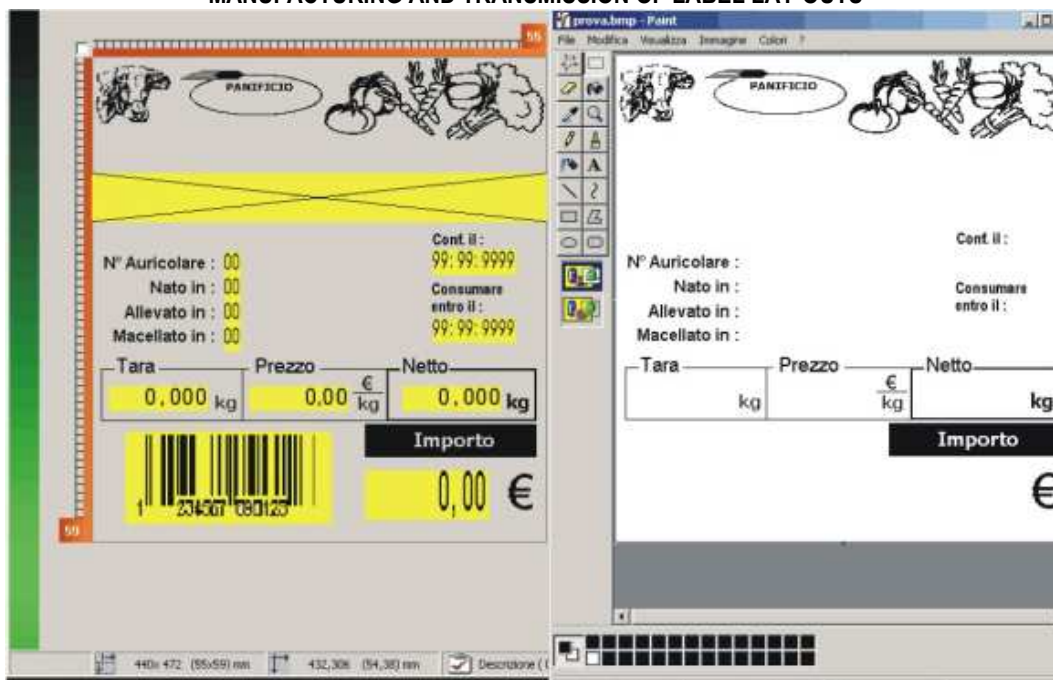 MANUFACTURING AND TRANSMISSION OF LABEL LAY-OUTS
55
PANIFICIO
Cont. il :
99:99:9999
N° Auricolare : 00
Nato in : 00
Allevato in : 00
Macellato in : 00
Consumare
entro il :
99:99:9999
Tara
Prezzo
Netto
0.000 kg
0.00 € kg
0.000 kg
Importo
0,00 €
59
440x 472 (55x59) mm
432,306 (54,38) mm
Descrizione (
prova.bmp - Paint
File Modifica Visualizza Immagine Colori ?
A
PANIFICIO
Cont. il :
N° Auricolare :
Nato in :
Allevato in :
Macellato in :
Consumare
entro il :
Tara
Prezzo
Netto
kg
€ kg
kg
Importo
€